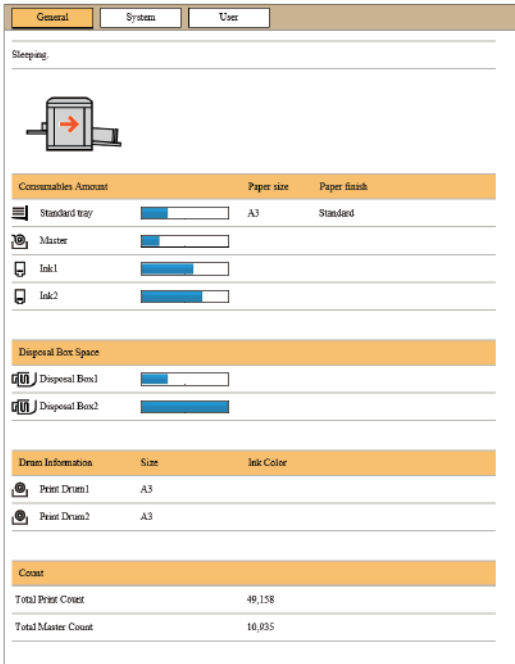 General System User
Sleeping.
Consumables Amount Paper size Paper finish
Standard tray A3 Standard
Master
Ink1
Ink2
Disposal Box Space
Disposal Box1
Disposal Box2
Drum Information Size Ink Color
Print Drum1 A3
Print Drum2 A3
Count
Total Print Count 49,158
Total Master Count 10,035